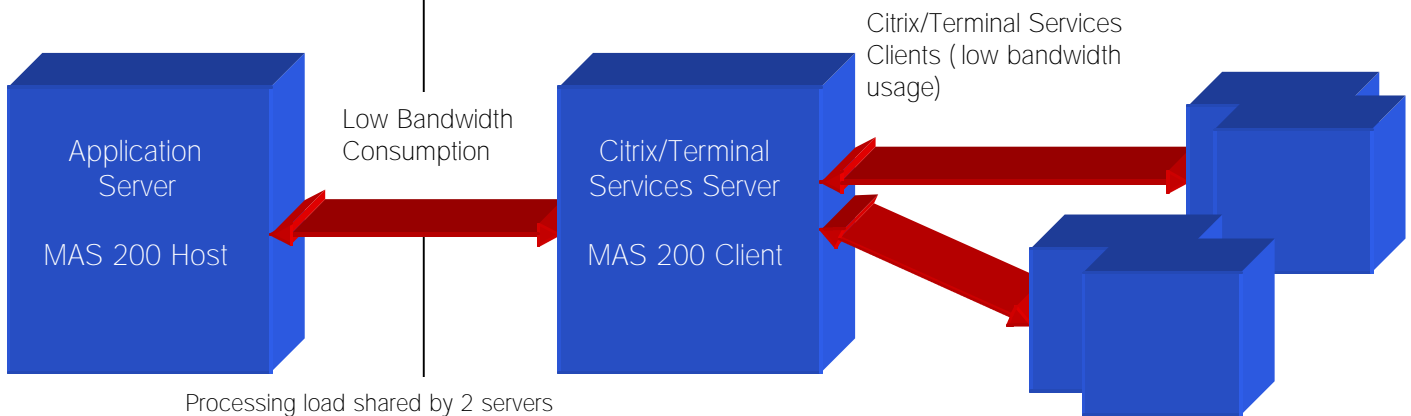 Citrix/Terminal Services
Clients (low bandwidth
usage)
Low Bandwidth
Consumption
Application
Server
MAS 200 Host
Citrix/Terminal
Services Server
MAS 200 Client
Processing load shared by 2 servers